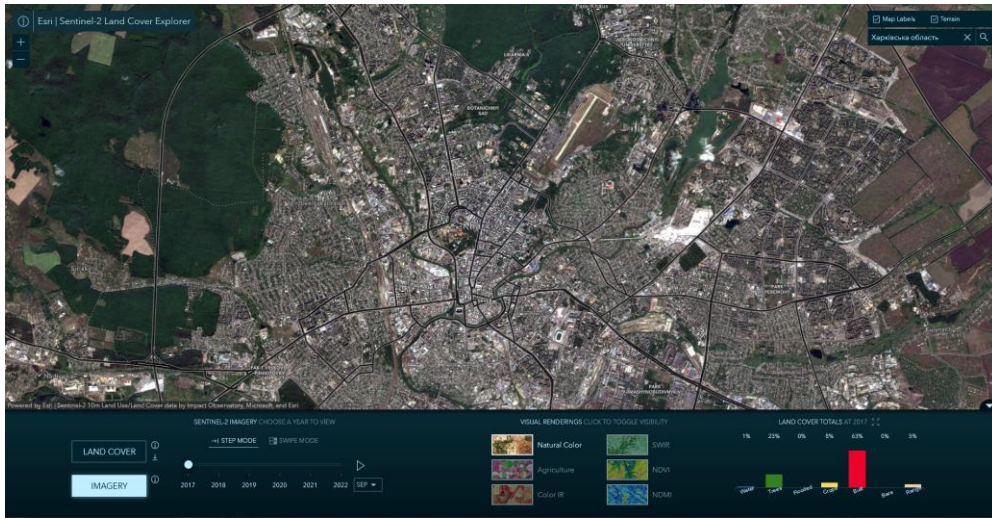 Esri | Sentinel-2 Land Cover Explorer
Map Labels
Terrain
Харківська область
BOTANICHNYI
SAD
PARK
Powered by Esri | Sentinel-2 10m Land Use/Land Cover data by Impact Observatory, Microsoft, and Esri
SENTINEL-2 IMAGERY CHOOSE A YEAR TO VIEW
STEP MODE
SWIPE MODE
2017 2018 2019 2020 2021 2022
SEP
LAND COVER
IMAGERY
VISUAL RENDERINGS CLICK TO TOGGLE VISIBILITY
Natural Color
SWIR
Agriculture
NDVI
Color IR
NDMI
LAND COVER TOTALS AT 2017
1% 23% 0% 8% 63% 0% 5%
Water Trees Flooded Crops Built Bare Range